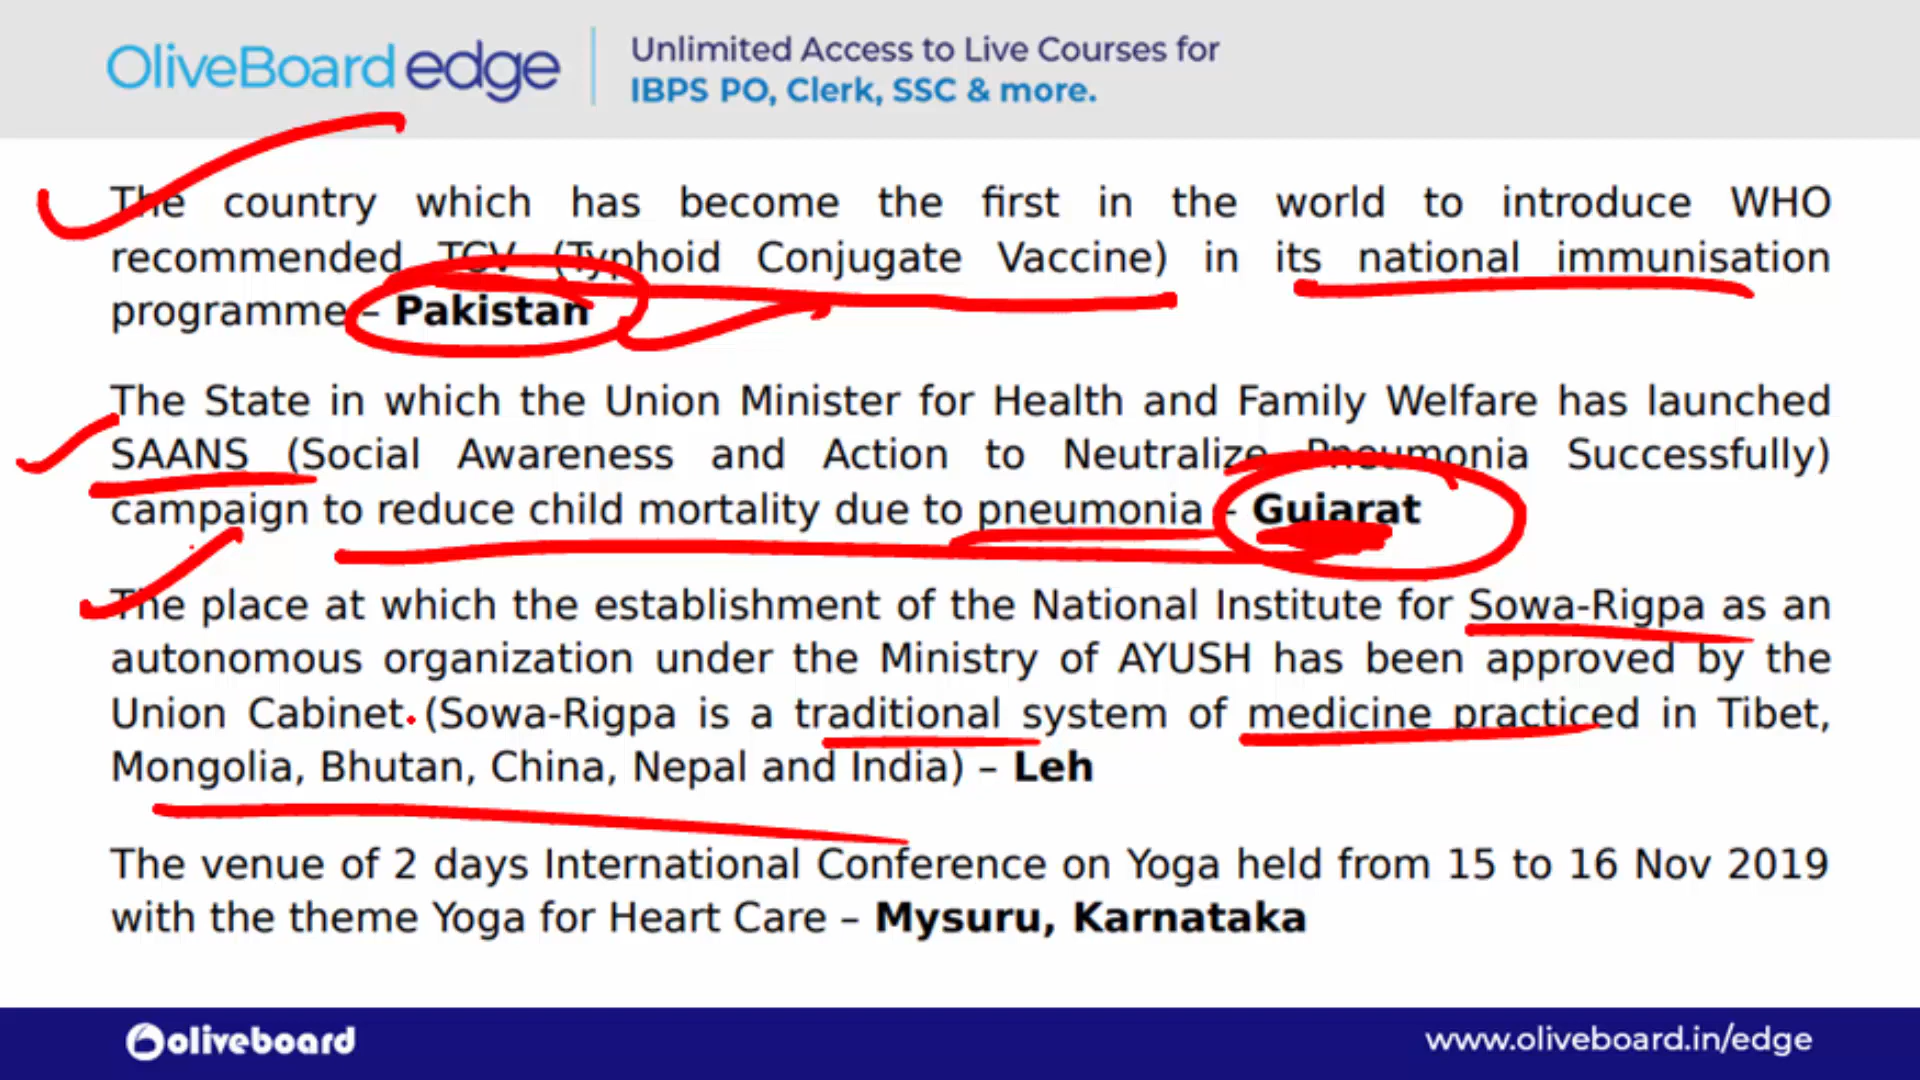 OliveBoard edge
Unlimited Access to Live Courses for
IBPS PO, Clerk, SSC & more.
The country which has become the first in the world to introduce WHO
recommended TCV (Typhoid Conjugate Vaccine) in its national immunisation
programme – Pakistan
The State in which the Union Minister for Health and Family Welfare has launched
SAANS (Social Awareness and Action to Neutralize Pneumonia Successfully)
campaign to reduce child mortality due to pneumonia – Gujarat
The place at which the establishment of the National Institute for Sowa-Rigpa as an
autonomous organization under the Ministry of AYUSH has been approved by the
Union Cabinet (Sowa-Rigpa is a traditional system of medicine practiced in Tibet,
Mongolia, Bhutan, China, Nepal and India) – Leh
The venue of 2 days International Conference on Yoga held from 15 to 16 Nov 2019
with the theme Yoga for Heart Care – Mysuru, Karnataka
oliveboard
www.oliveboard.in/edge